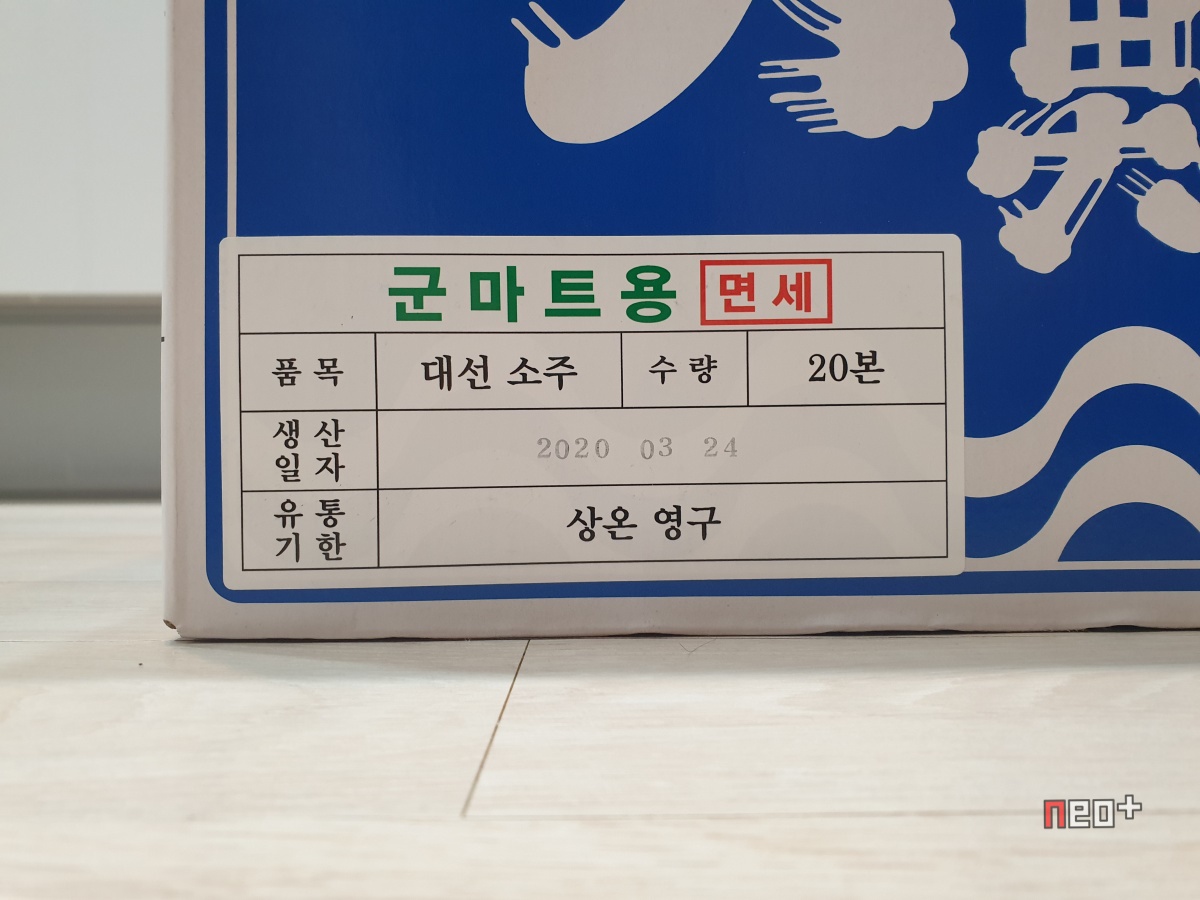 군마트용 면세
품목 대선 소주 수량 20본
생산일자 2020 03 24
유통기한 상온 영구
neo+